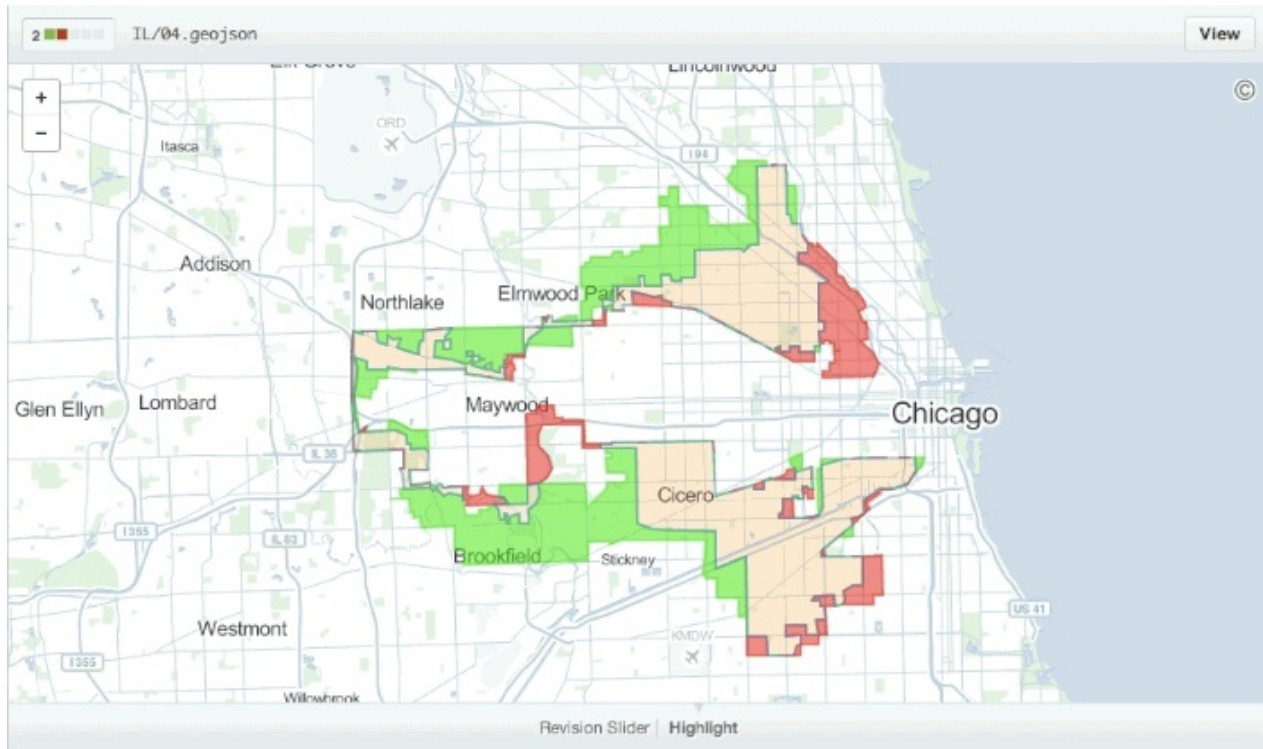 2 IL/04.geojson View
+
−
©
Elk Grove
Lincolnwood
ORD
Itasca
I 94
Addison
Elmwood Park
Northlake
Glen Ellyn
Lombard
Maywood
Chicago
IL 38
Cicero
I 355
IL 83
Brookfield
Stickney
US 41
Westmont
KMDW
I 355
Willowbrook
Revision Slider Highlight